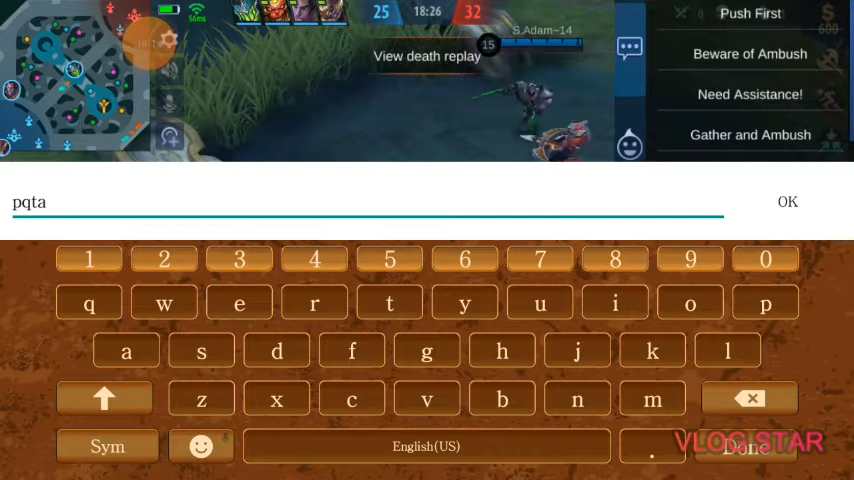 56ms
25 18:26 32
S.Adam~14
15
View death replay
Push First
600
Beware of Ambush
Need Assistance!
Gather and Ambush
pqta
OK
1 2 3 4 5 6 7 8 9 0
q w e r t y u i o p
a s d f g h j k l
z x c v b n m
Sym
English(US)
.
Done
VLOG STAR